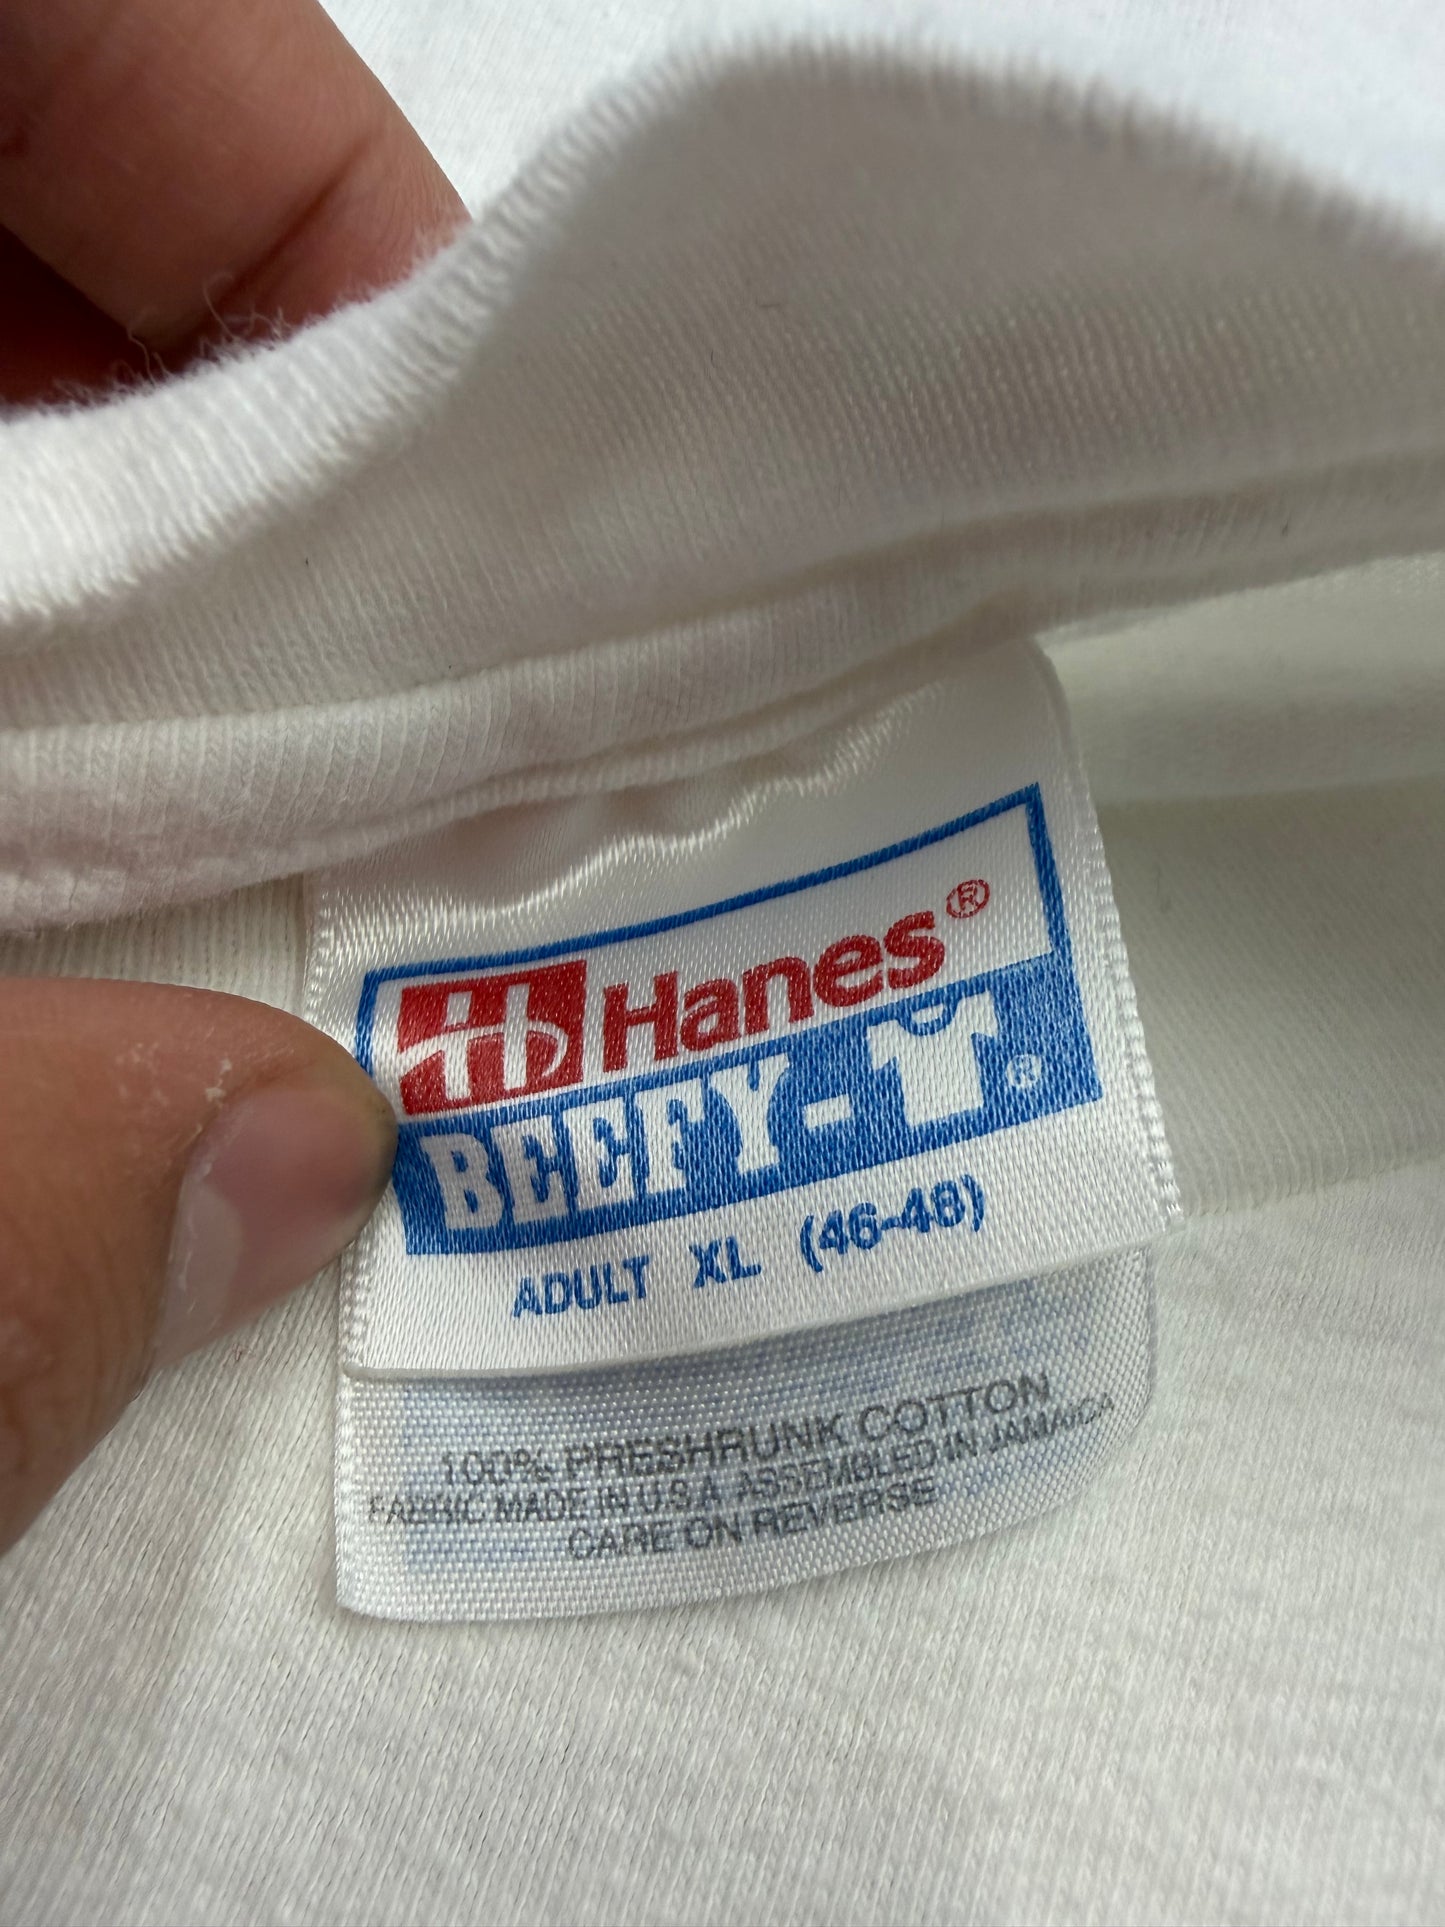 Hanes®
BEEFY-T®
ADULT XL (46-48)
100% PRESHRUNK COTTON
FABRIC MADE IN U.S.A. ASSEMBLED IN JAMAICA
CARE ON REVERSE